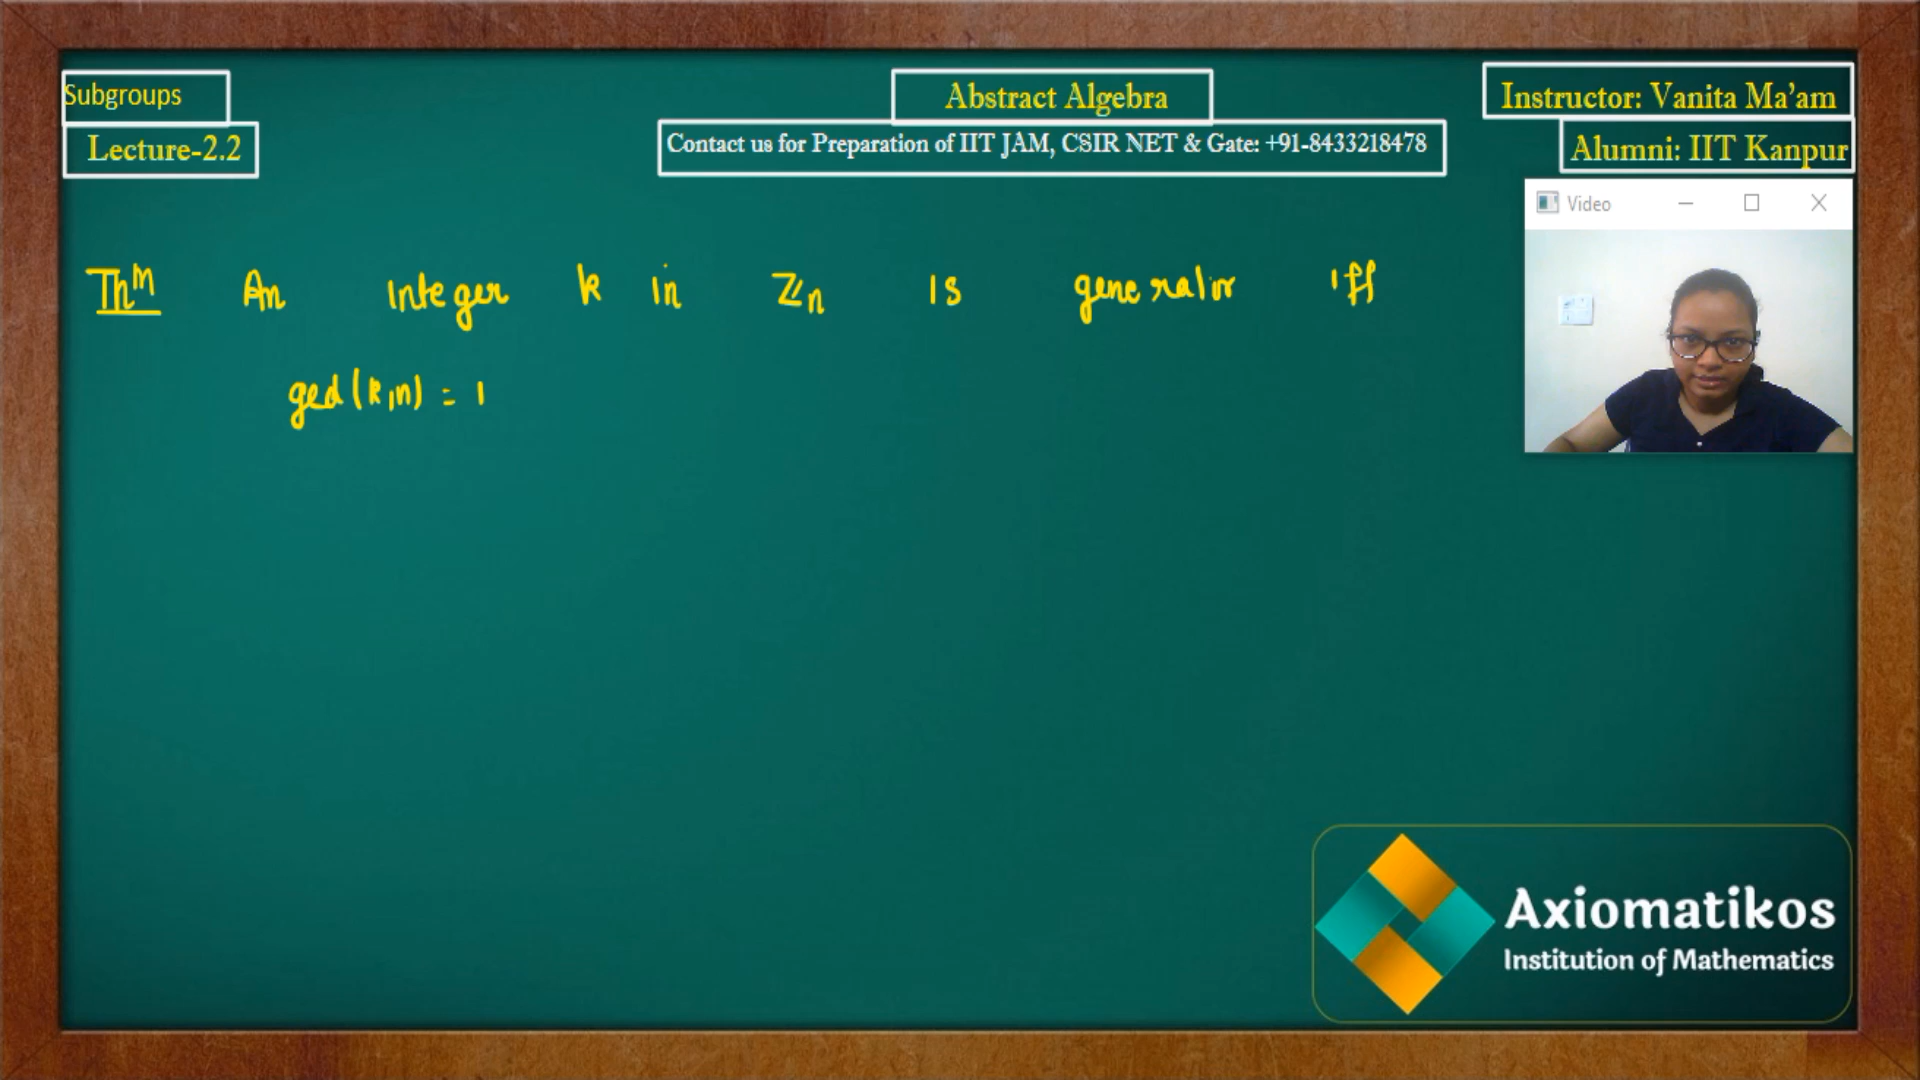 Subgroups
Lecture-2.2
Abstract Algebra
Contact us for Preparation of IIT JAM, CSIR NET & Gate: +91-8433218478
Instructor: Vanita Ma'am
Alumni: IIT Kanpur
Video
Thm An integer k in ℤn is generator iff
gcd(k,n) = 1
Axiomatikos
Institution of Mathematics